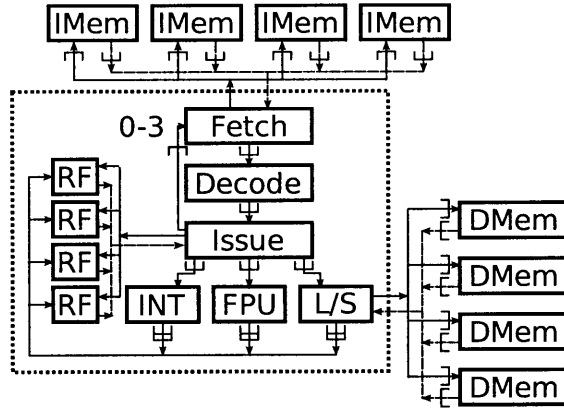 IMem IMem IMem IMem
0-3 Fetch
RF Decode
RF Issue
RF
RF INT FPU L/S
DMem
DMem
DMem
DMem